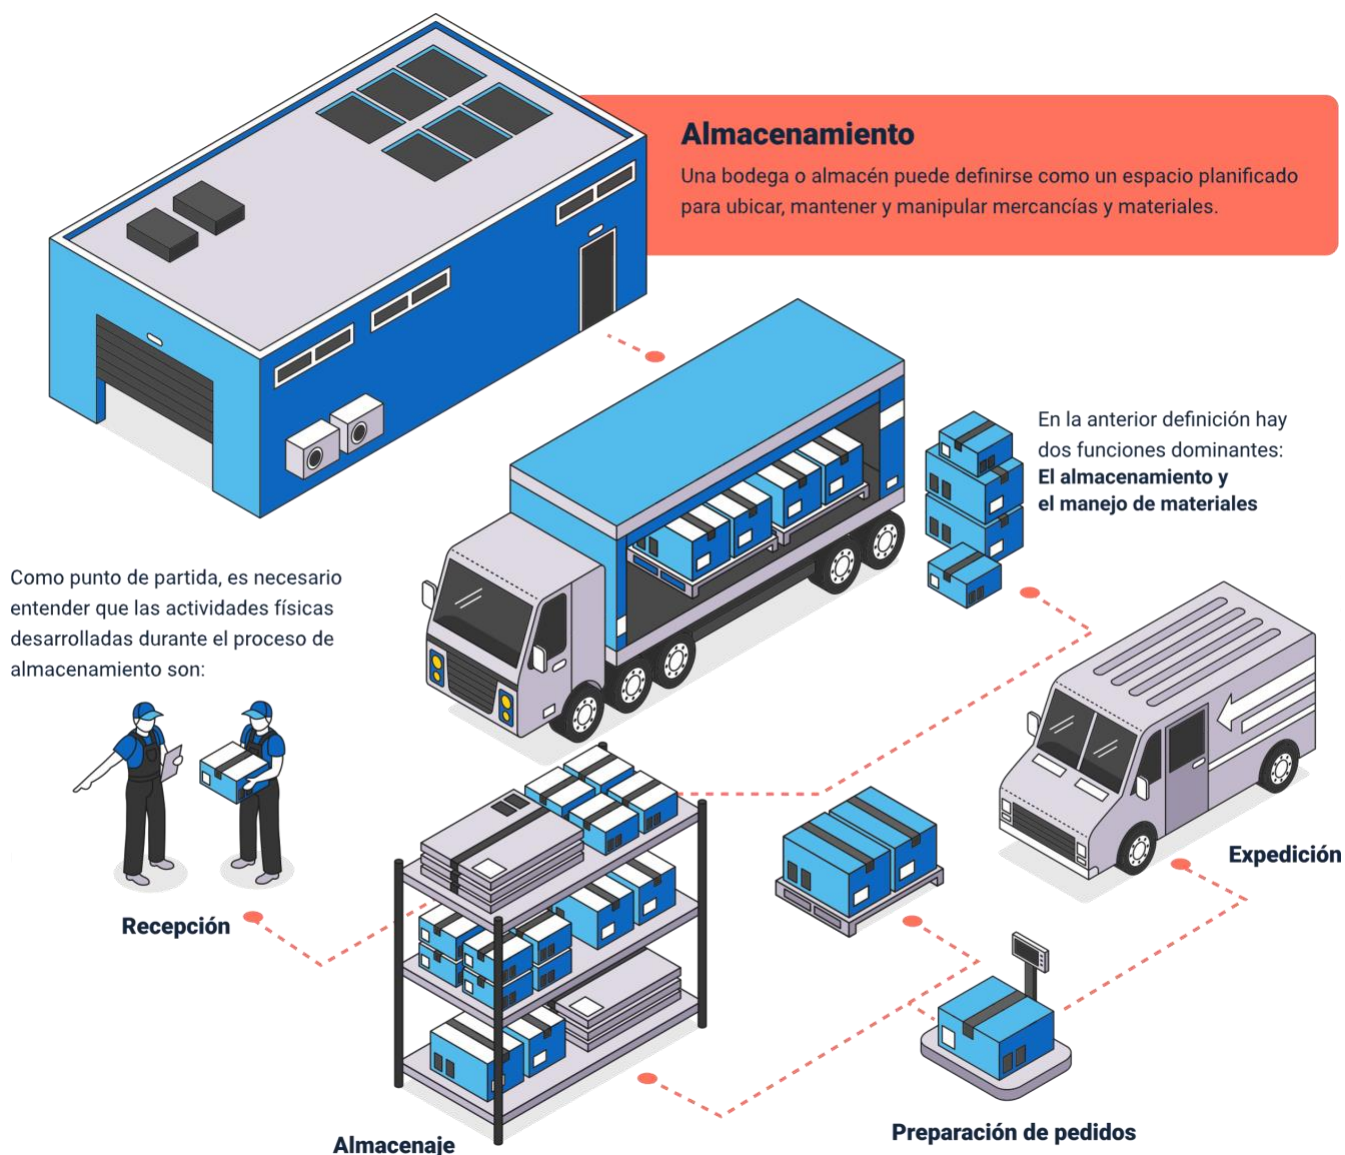 Almacenamiento
Una bodega o almacén puede definirse como un espacio planificado
para ubicar, mantener y manipular mercancías y materiales.
En la anterior definición hay
dos funciones dominantes:
El almacenamiento y
el manejo de materiales
Como punto de partida, es necesario
entender que las actividades físicas
desarrolladas durante el proceso de
almacenamiento son:
Recepción
Almacenaje
Preparación de pedidos
Expedición